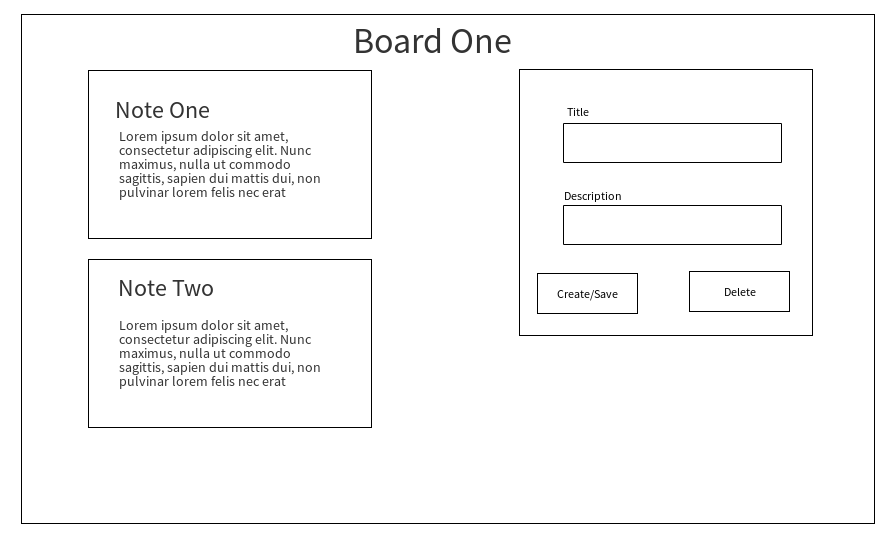 Board One
Note One
Lorem ipsum dolor sit amet,
consectetur adipiscing elit. Nunc
maximus, nulla ut commodo
sagittis, sapien dui mattis dui, non
pulvinar lorem felis nec erat
Note Two
Lorem ipsum dolor sit amet,
consectetur adipiscing elit. Nunc
maximus, nulla ut commodo
sagittis, sapien dui mattis dui, non
pulvinar lorem felis nec erat
Title
Description
Create/Save
Delete